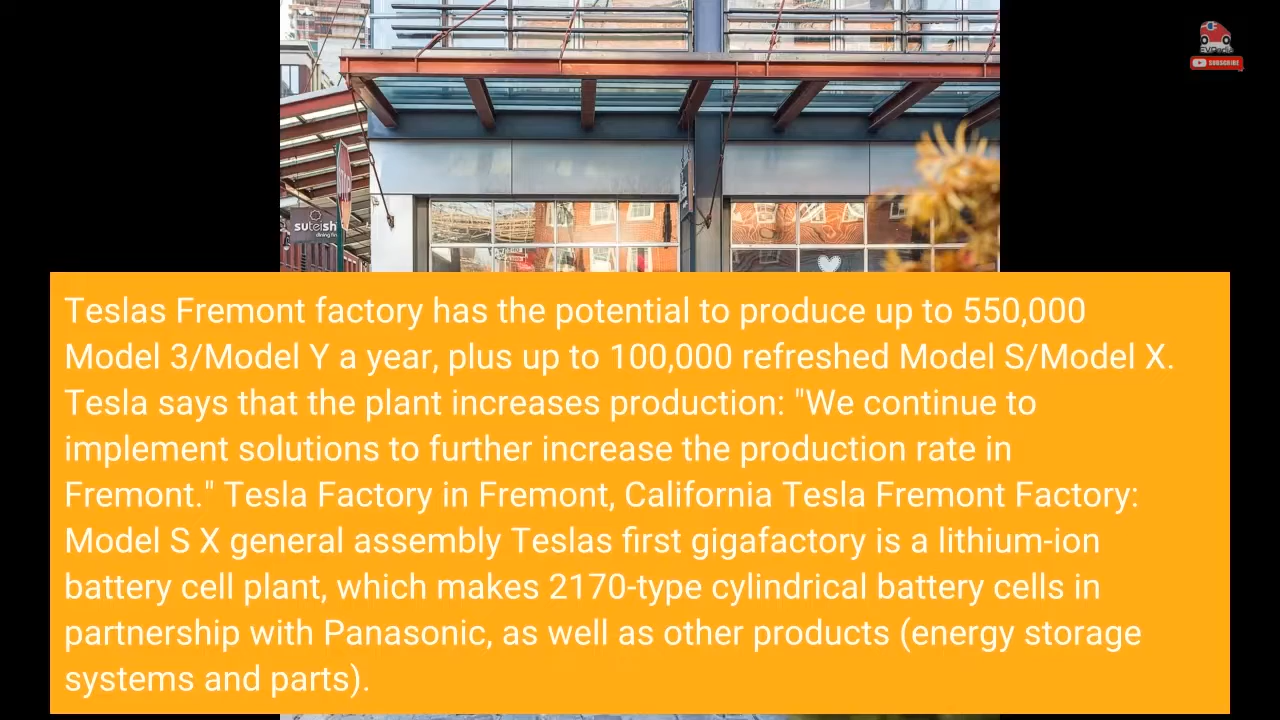 EVPedia
SUBSCRIBE
STOP
suteishi
Teslas Fremont factory has the potential to produce up to 550,000
Model 3/Model Y a year, plus up to 100,000 refreshed Model S/Model X.
Tesla says that the plant increases production: "We continue to
implement solutions to further increase the production rate in
Fremont." Tesla Factory in Fremont, California Tesla Fremont Factory:
Model S X general assembly Teslas first gigafactory is a lithium-ion
battery cell plant, which makes 2170-type cylindrical battery cells in
partnership with Panasonic, as well as other products (energy storage
systems and parts).